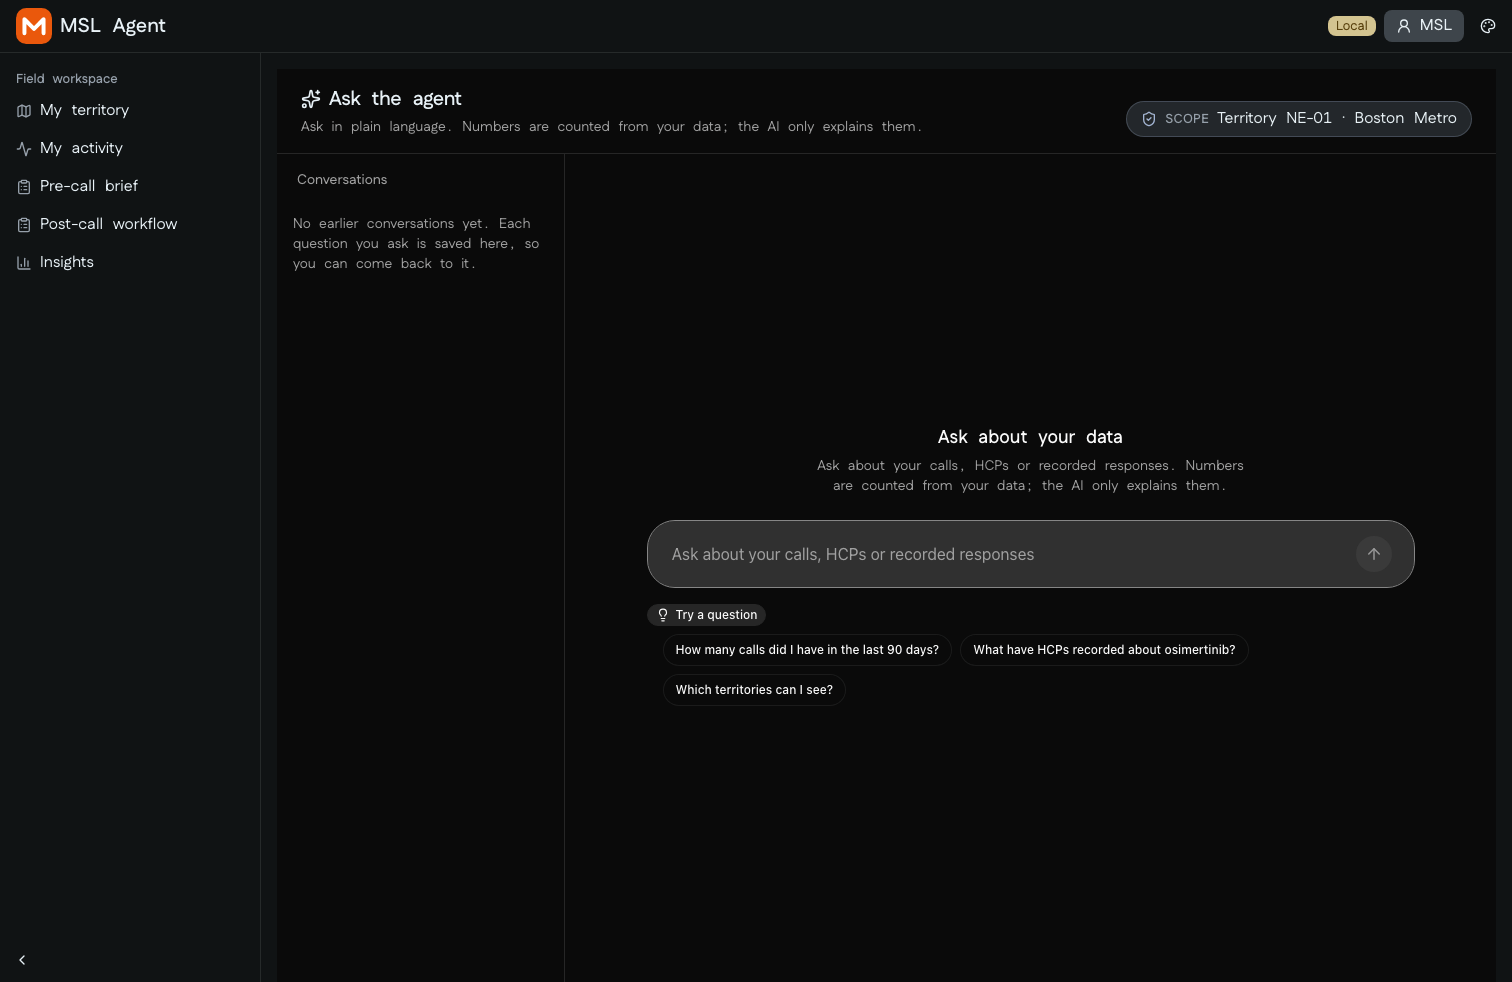 MSL Agent
Local
MSL
Field workspace
My territory
My activity
Pre-call brief
Post-call workflow
Insights
Ask the agent
Ask in plain language. Numbers are counted from your data; the AI only explains them.
SCOPE Territory NE-01 · Boston Metro
Conversations
No earlier conversations yet. Each
question you ask is saved here, so
you can come back to it.
Ask about your data
Ask about your calls, HCPs or recorded responses. Numbers
are counted from your data; the AI only explains them.
Ask about your calls, HCPs or recorded responses
Try a question
How many calls did I have in the last 90 days?
What have HCPs recorded about osimertinib?
Which territories can I see?